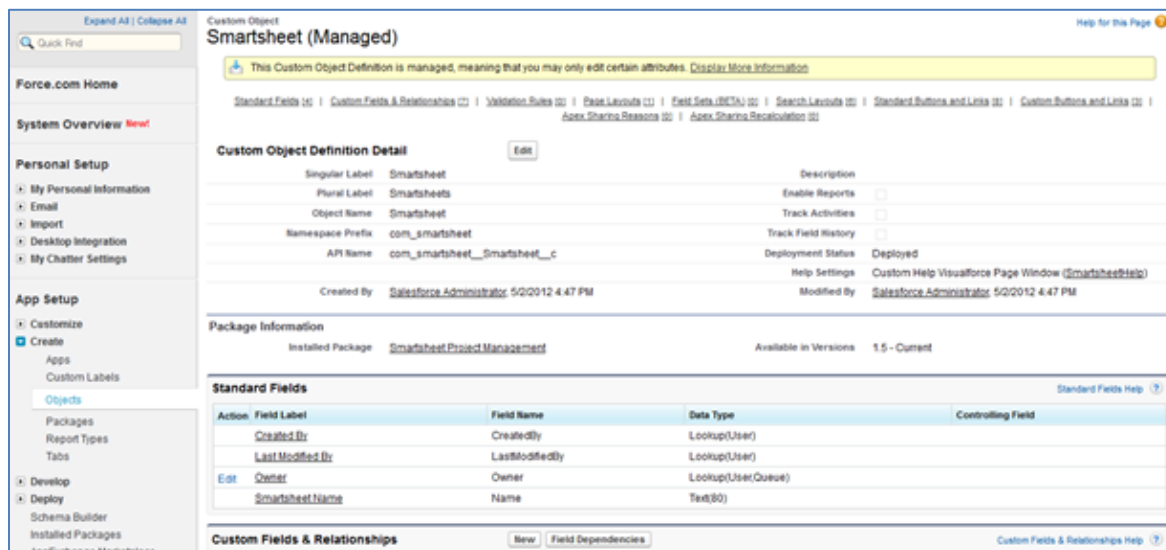 Expand All | Collapse All
Quick Find
Force.com Home
System Overview New!
Personal Setup
My Personal Information
Email
Import
Desktop Integration
My Chatter Settings
App Setup
Customize
Create
Apps
Custom Labels
Objects
Packages
Report Types
Tabs
Develop
Deploy
Schema Builder
Installed Packages
AppExchange Marketplace
Custom Object
Smartsheet (Managed)
Help for this Page
This Custom Object Definition is managed, meaning that you may only edit certain attributes. Display More Information
Standard Fields [4] | Custom Fields & Relationships [7] | Validation Rules [0] | Page Layouts [1] | Field Sets (BETA) [0] | Search Layouts [6] | Standard Buttons and Links [8] | Custom Buttons and Links [3] |
Apex Sharing Reasons [0] | Apex Sharing Recalculation [0]
Custom Object Definition Detail Edit
Singular Label Smartsheet Description
Plural Label Smartsheets Enable Reports
Object Name Smartsheet Track Activities
Namespace Prefix com_smartsheet Track Field History
API Name com_smartsheet__Smartsheet__c Deployment Status Deployed
Help Settings Custom Help Visualforce Page Window (SmartsheetHelp)
Created By Salesforce Administrator, 5/2/2012 4:47 PM Modified By Salesforce Administrator, 5/2/2012 4:47 PM
Package Information
Installed Package Smartsheet Project Management Available in Versions 1.5 - Current
Standard Fields Standard Fields Help ?
Action Field Label Field Name Data Type Controlling Field
Created By CreatedBy Lookup(User)
Last Modified By LastModifiedBy Lookup(User)
Edit Owner Owner Lookup(User,Queue)
Smartsheet Name Name Text(80)
Custom Fields & Relationships New Field Dependencies Custom Fields & Relationships Help ?